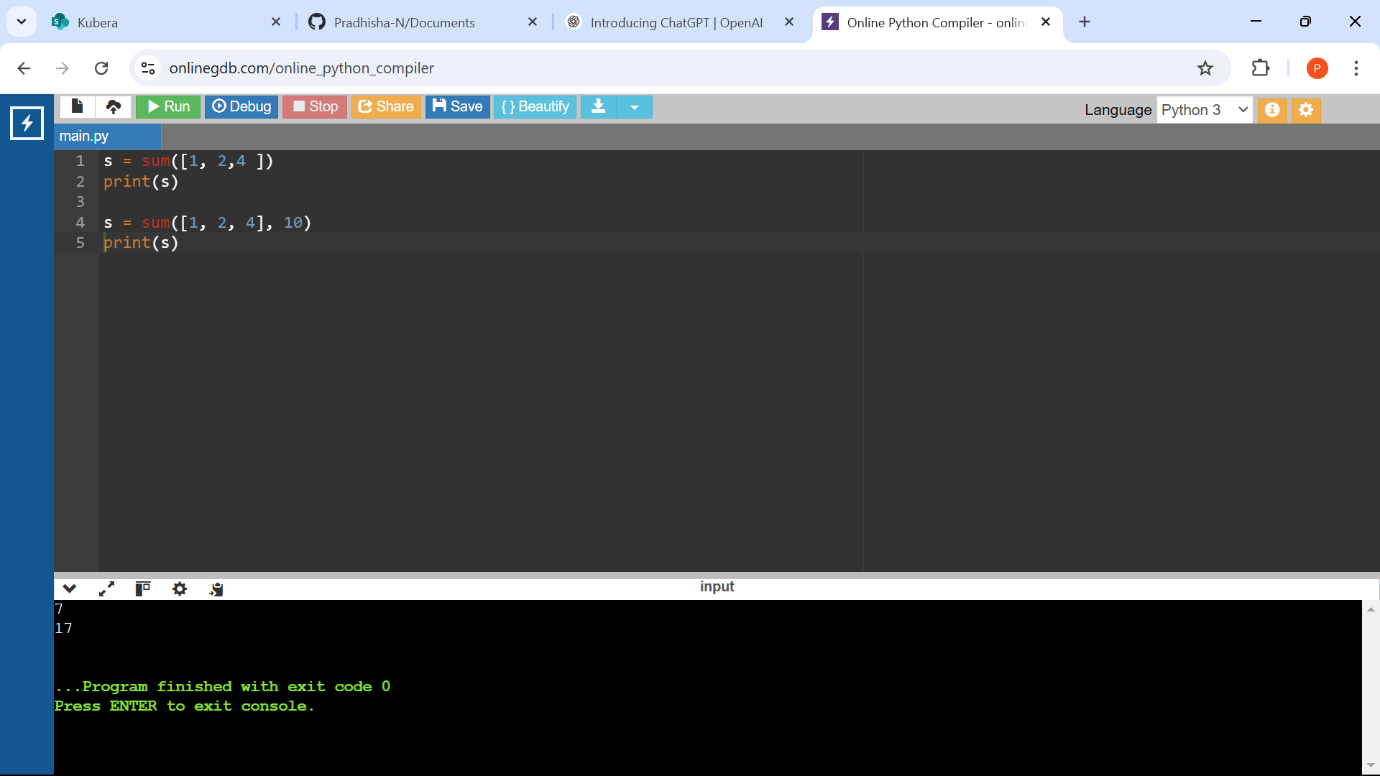 Kubera
Pradhisha-N/Documents
Introducing ChatGPT | OpenAI
Online Python Compiler - onlin
onlinegdb.com/online_python_compiler
P
Run Debug Stop Share Save { } Beautify
Language Python 3
main.py
1 s = sum([1, 2,4 ])
2 print(s)
3
4 s = sum([1, 2, 4], 10)
5 print(s)
input
7
17
...Program finished with exit code 0
Press ENTER to exit console.